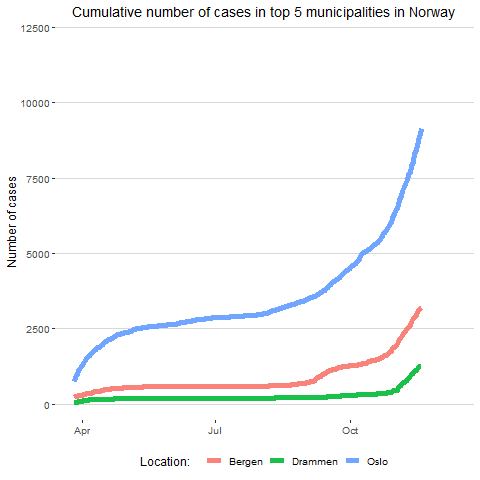 Cumulative number of cases in top 5 municipalities in Norway
12500
10000
7500
5000
2500
0
Number of cases
Apr Jul Oct
Location: Bergen Drammen Oslo